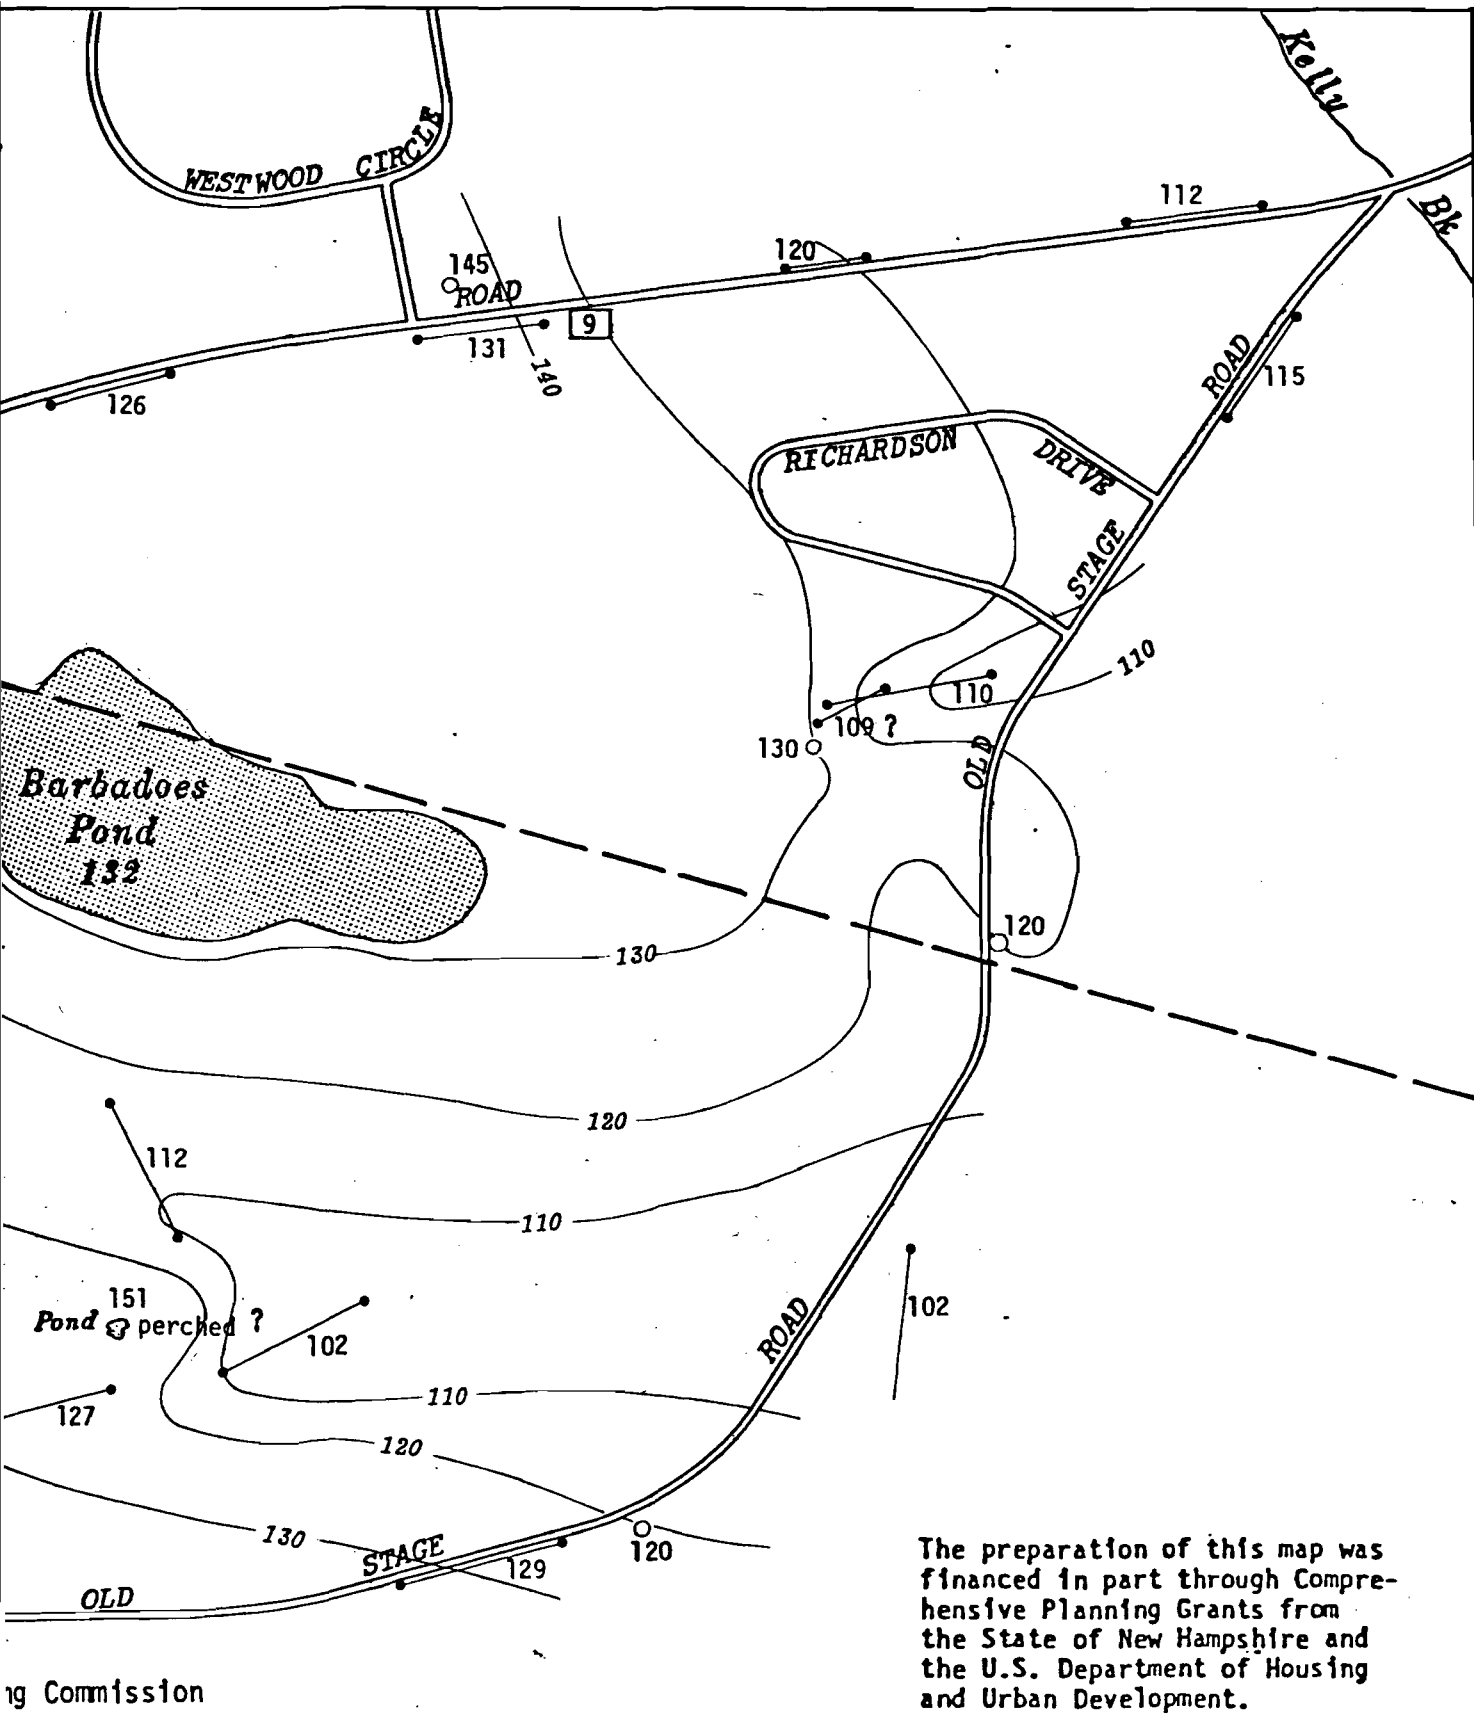 Kelly
Bk
WESTWOOD CIRCLE
112
120
145
ROAD
9
131
140
126
ROAD
115
RICHARDSON DRIVE
STAGE
110
110
109 ?
130
OLD
Barbadoes
Pond
132
120
130
120
112
110
151
Pond perched ?
102
102
ROAD
110
127
120
130
STAGE
129
120
OLD
The preparation of this map was
financed in part through Compre-
hensive Planning Grants from
the State of New Hampshire and
the U.S. Department of Housing
and Urban Development.
ng Commission